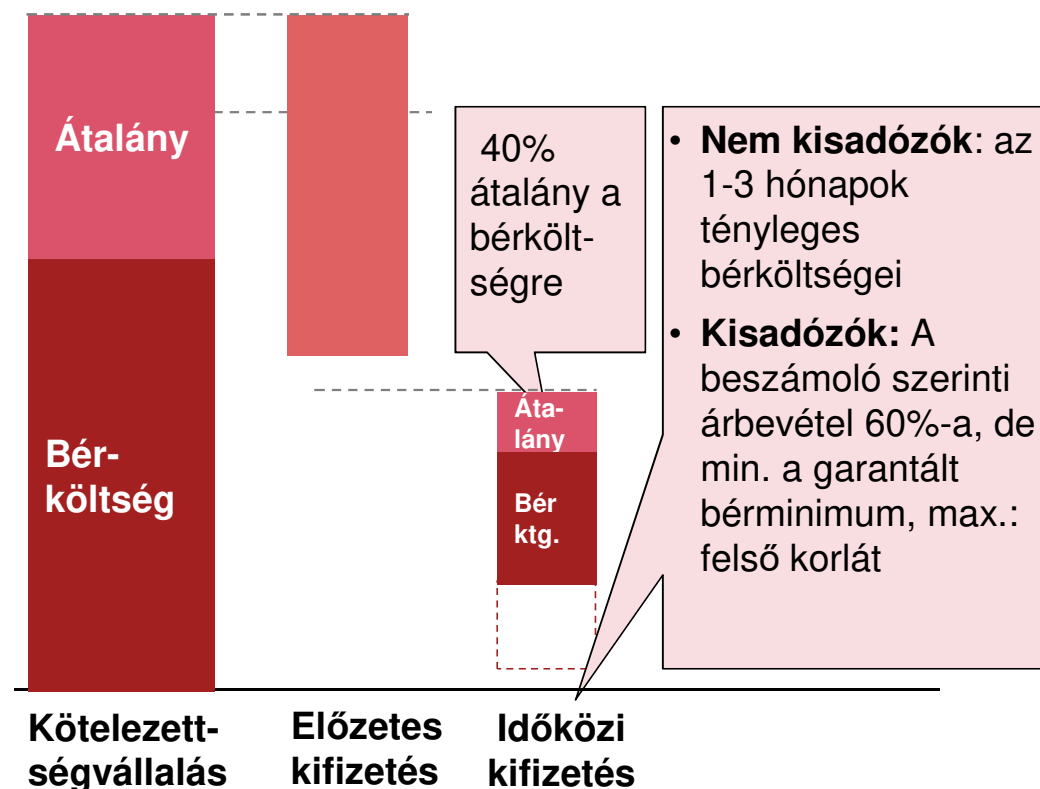 Átalány
Bér-
költség
40%
átalány a
bérkölt-
ségre
Áta-
lány
Bér
ktg.
• Nem kisadózók: az
1-3 hónapok
tényleges
bérköltségei
• Kisadózók: A
beszámoló szerinti
árbevétel 60%-a, de
min. a garantált
bérminimum, max.:
felső korlát
Kötelezett-
ségvállalás
Előzetes
kifizetés
Időközi
kifizetés